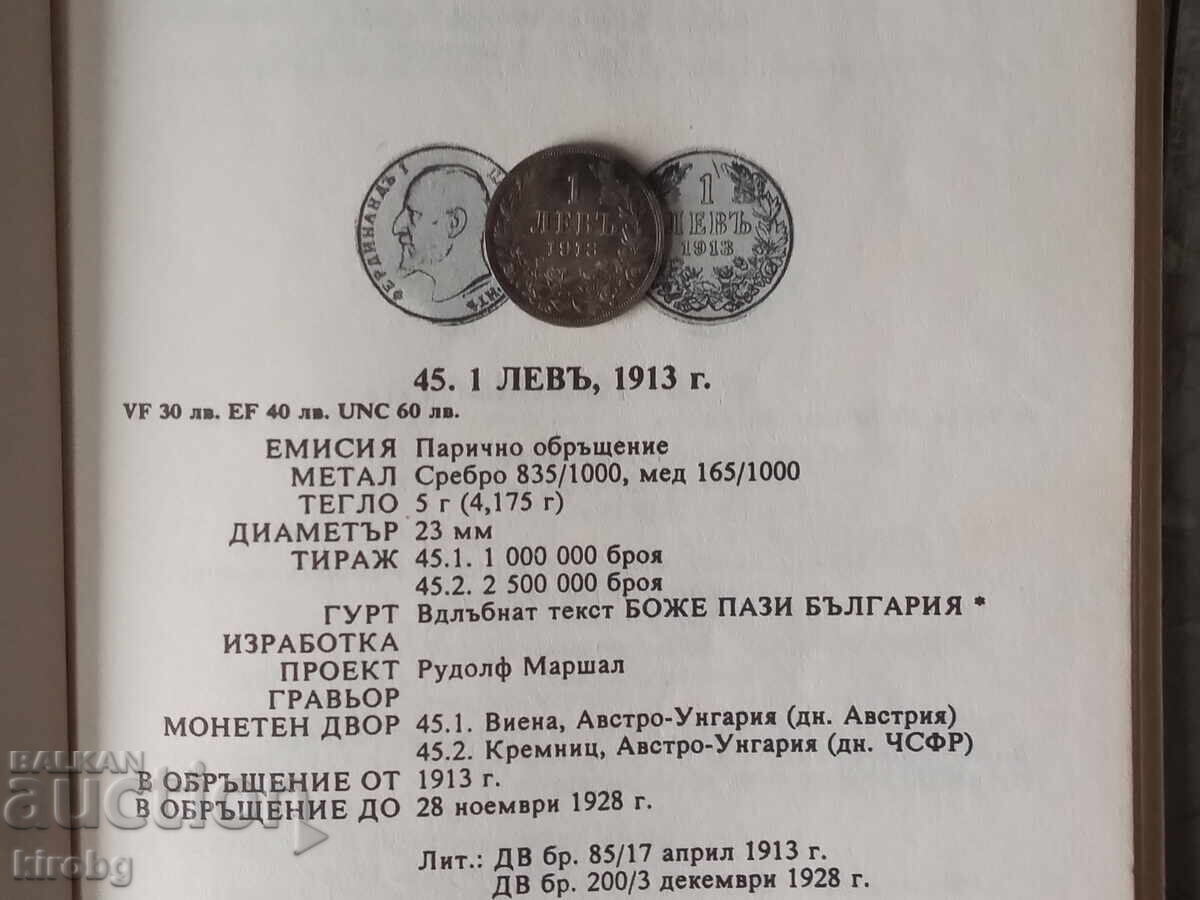 ФЕРДИНАНДЪ I
1
ЛЕВЪ
1913
1
ЛЕВЪ
1913
45. 1 ЛЕВЪ, 1913 г.
VF 30 лв. EF 40 лв. UNC 60 лв.
ЕМИСИЯ Парично обръщение
МЕТАЛ Сребро 835/1000, мед 165/1000
ТЕГЛО 5 г (4,175 г)
ДИАМЕТЪР 23 мм
ТИРАЖ 45.1. 1 000 000 броя
45.2. 2 500 000 броя
ГУРТ Вдлъбнат текст БОЖЕ ПАЗИ БЪЛГАРИЯ *
ИЗРАБОТКА
ПРОЕКТ Рудолф Маршал
ГРАВЬОР
МОНЕТЕН ДВОР 45.1. Виена, Австро-Унгария (дн. Австрия)
45.2. Кремниц, Австро-Унгария (дн. ЧСФР)
В ОБРЪЩЕНИЕ ОТ 1913 г.
В ОБРЪЩЕНИЕ ДО 28 ноември 1928 г.
Лит.: ДВ бр. 85/17 април 1913 г.
ДВ бр. 200/3 декември 1928 г.
BALKAN
auction
kirobg